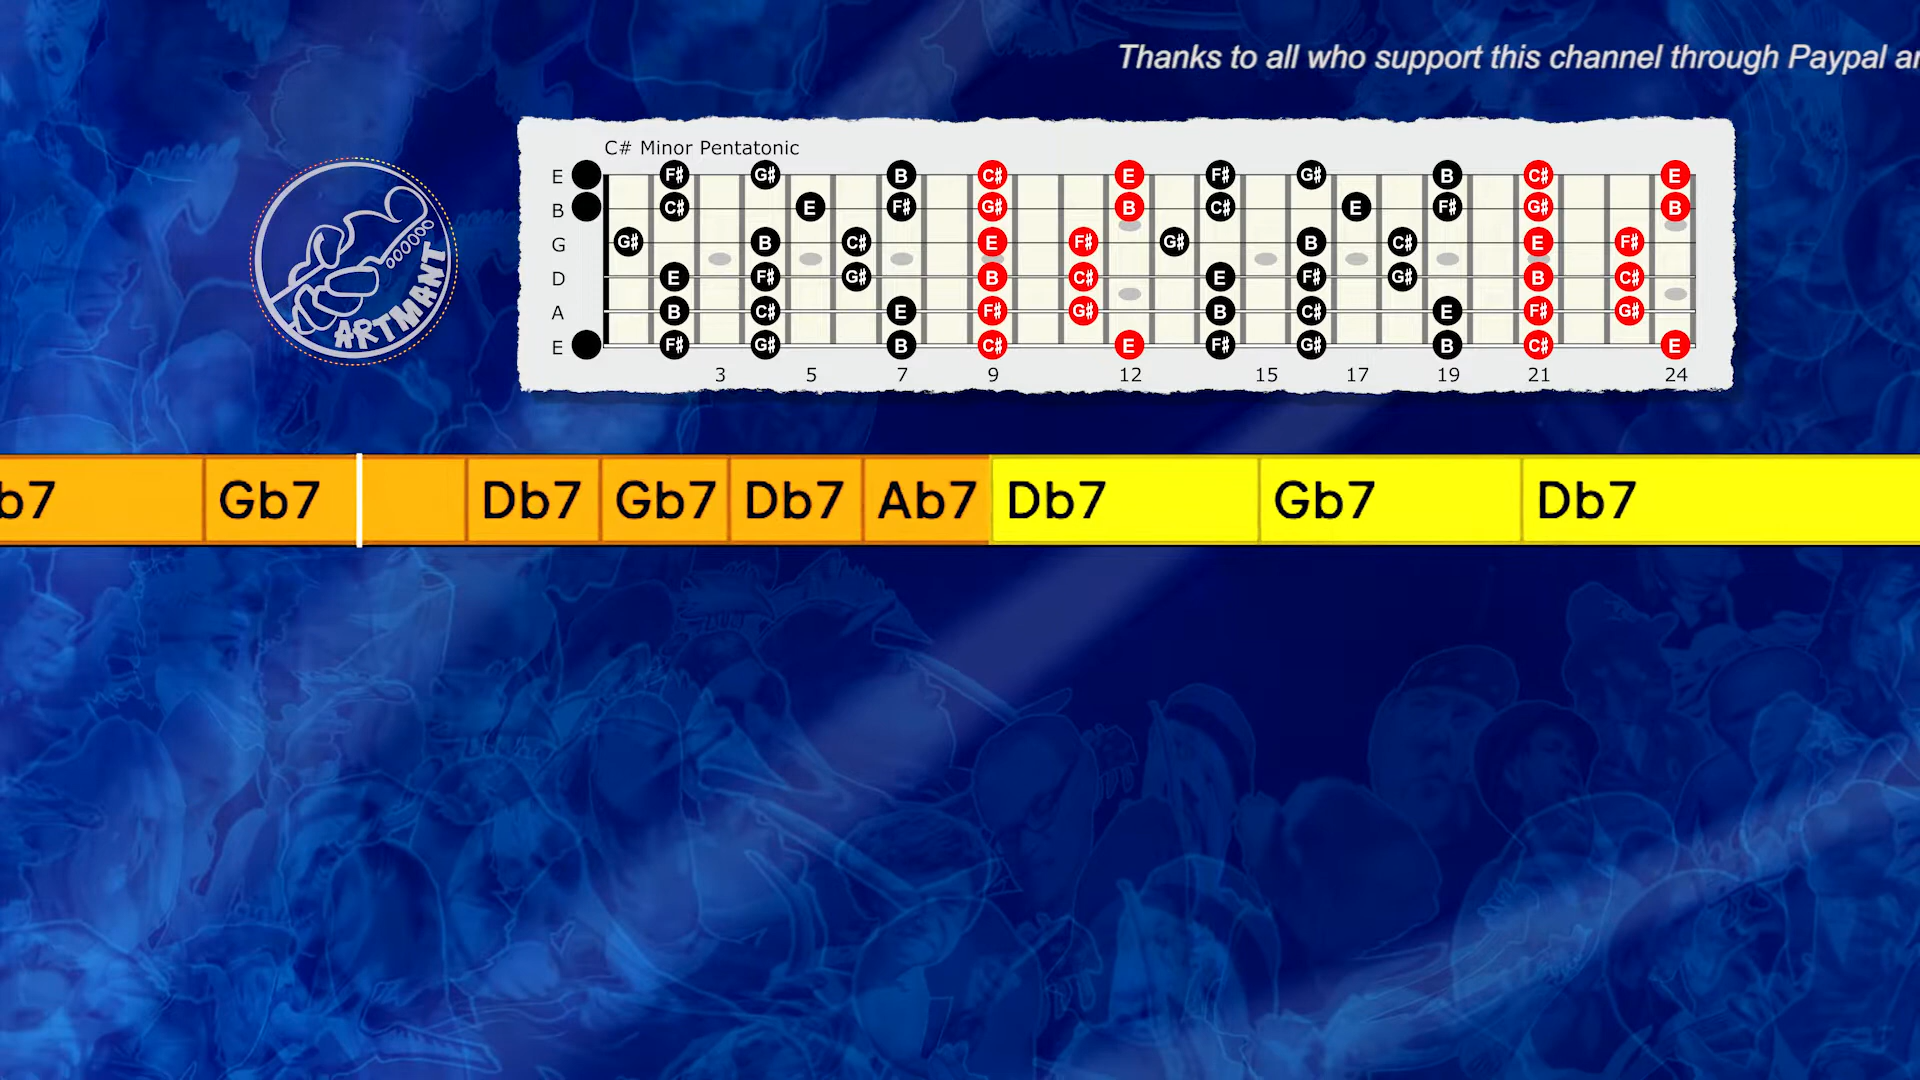 Thanks to all who support this channel through Paypal
C# Minor Pentatonic
E F# G# B C# E F# G# B C# E
B C# E F# G# B C# E F# G# B
G G# B C# E F# G# B C# E F#
D E F# G# B C# E F# G# B C#
A B C# E F# G# B C# E F# G#
E F# G# B C# E F# G# B C# E
3 5 7 9 12 15 17 19 21 24
ARTMANT
b7 Gb7 Db7 Gb7 Db7 Ab7 Db7 Gb7 Db7